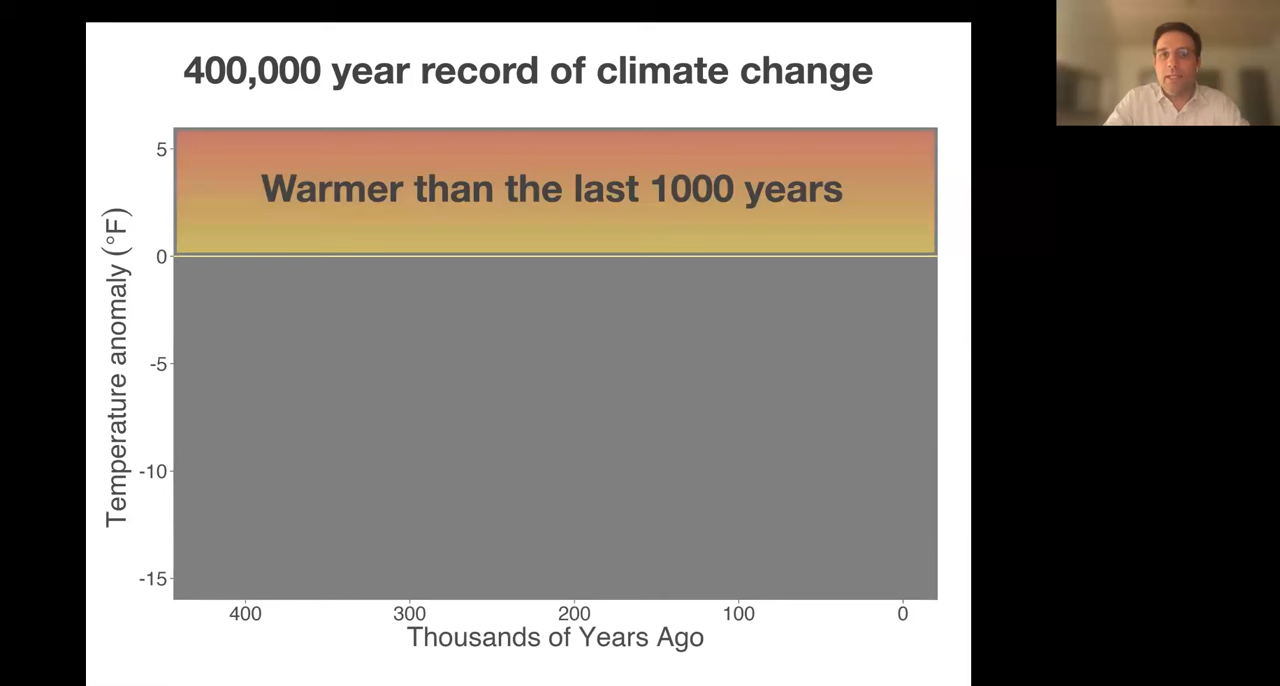 400,000 year record of climate change
Warmer than the last 1000 years
Temperature anomaly (°F)
5
0
-5
-10
-15
400
300
200
100
0
Thousands of Years Ago